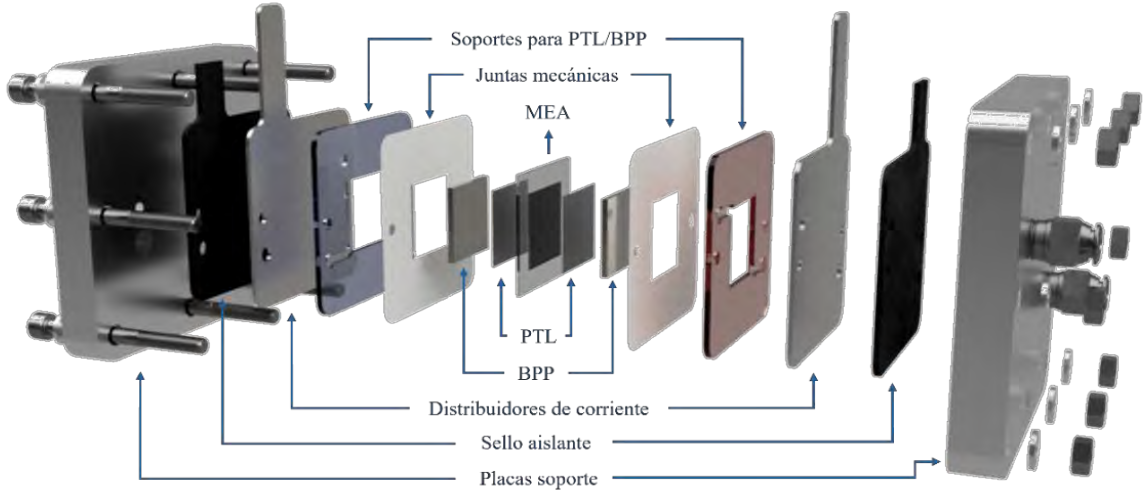 Soportes para PTL/BPP
Juntas mecánicas
MEA
PTL
BPP
Distribuidores de corriente
Sello aislante
Placas soporte